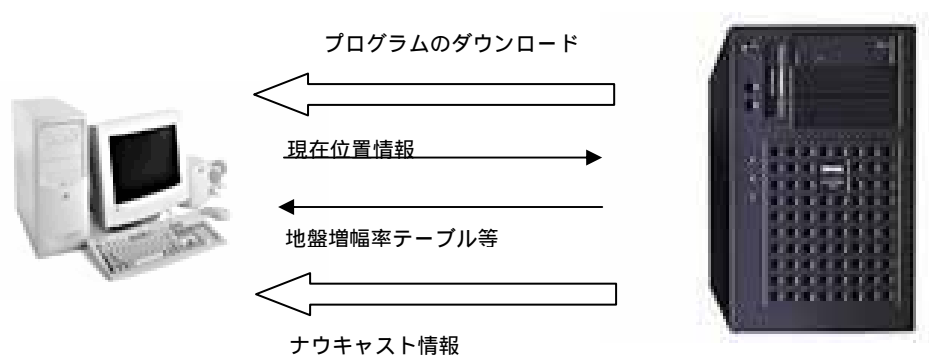 プログラムのダウンロード
現在位置情報
地盤増幅率テーブル等
ナウキャスト情報